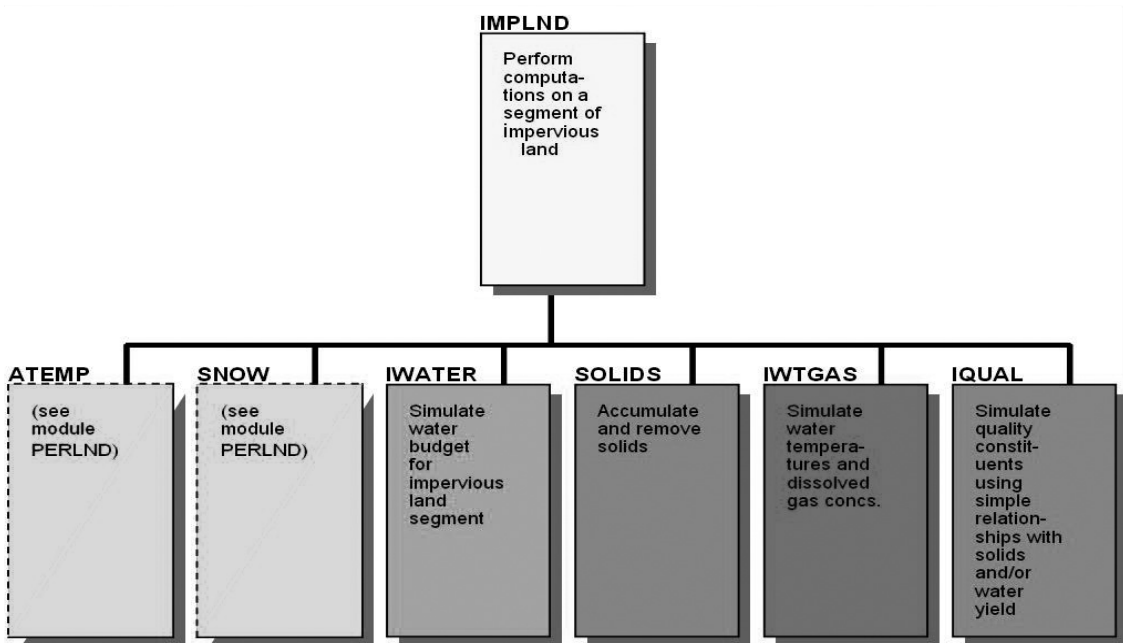 IMPLND
Perform
computa-
tions on a
segment of
impervious
land
ATEMP
(see
module
PERLND)
SNOW
(see
module
PERLND)
IWATER
Simulate
water
budget
for
impervious
land
segment
SOLIDS
Accumulate
and remove
solids
IWTGAS
Simulate
water
tempera-
tures and
dissolved
gas concs.
IQUAL
Simulate
quality
constit-
uents
using
simple
relation-
ships with
solids
and/or
water
yield